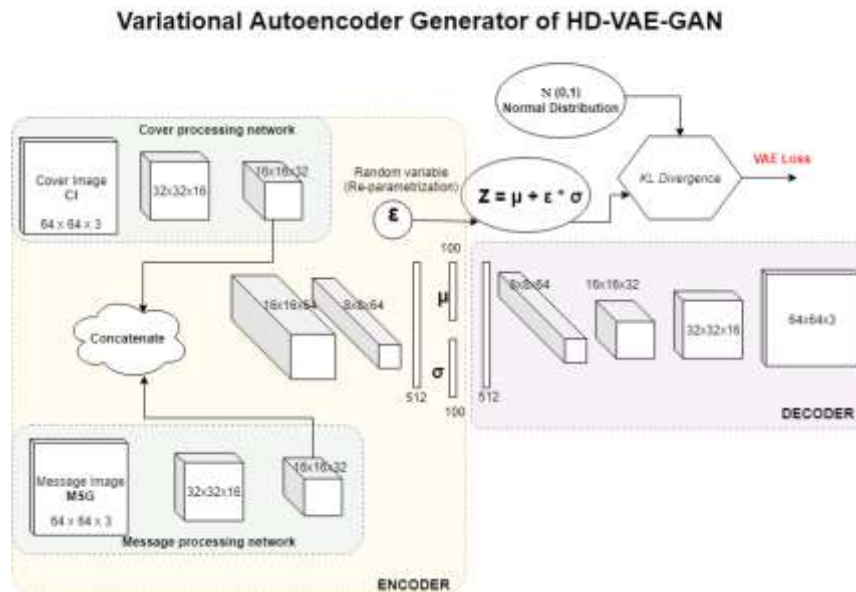 Variational Autoencoder Generator of HD-VAE-GAN
N (0,1)
Normal Distribution
Cover processing network
Cover Image
CI
64 x 64 x 3
32x32x16
16x16x32
Random variable
(Re-parametrization)
ε
Z = μ + ε * σ
KL Divergence
VAE Loss
Concatenate
16x16x64
8x8x64
512
100
μ
σ
100
512
8x8x64
16x16x32
32x32x16
64x64x3
DECODER
Message Image
MSG
64 x 64 x 3
32x32x16
16x16x32
Message processing network
ENCODER